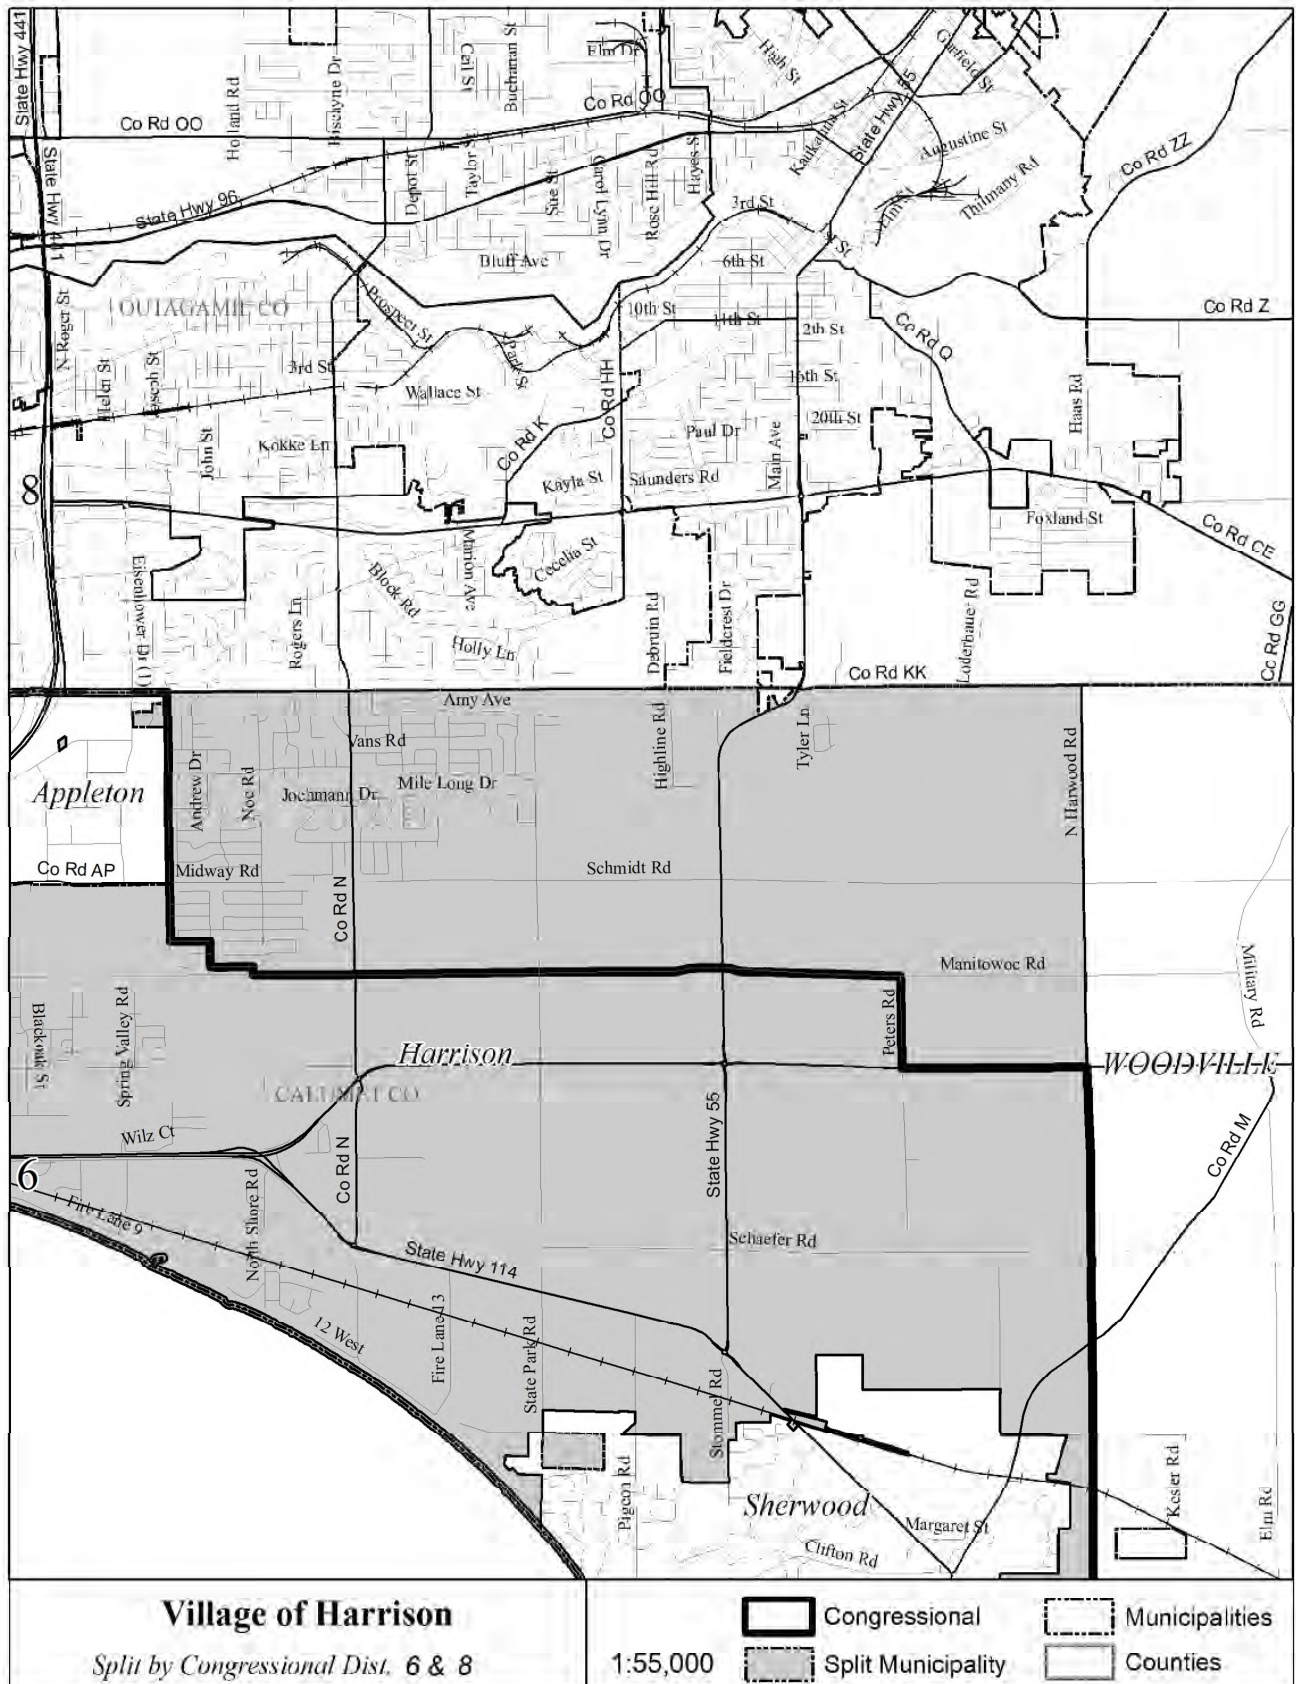 State Hwy 441
Holland Rd
Biscayne Dr
Cail St
Buchanan St
Elm Dr
High St
Garfield St
Co Rd OO
Co Rd OO
State Hwy 55
Kaukauna St
Augustine St
Co Rd ZZ
State Hwy 441
Depot St
Taylor St
Sue St
Carol Lynn Dr
Rose Hill Rd
Hayes S
Thilmany Rd
State Hwy 96
3rd St
Elm St
1st St
Bluff Ave
6th St
OUTAGAMIE CO
Prospect St
10th St
11th St
Co Rd Z
N Roger St
2th St
Co Rd Q
Park St
3rd St
Helen St
Joseph St
Wallace St
Co Rd HH
16th St
Haas Rd
20th St
John St
Kokke Ln
Co Rd K
Paul Dr
Main Ave
Kayla St
Saunders Rd
8
Foxland St
Co Rd CE
Eisenhower Dr (1)
Marion Ave
Cecelia St
Block Rd
Rogers Ln
Holly Ln
Debruin Rd
Fieldcrest Dr
Loderbauer Rd
Co Rd GG
Co Rd KK
Amy Ave
Vans Rd
Highline Rd
Tyler Ln
N Harwood Rd
Appleton
Andrew Dr
Noe Rd
Jochmann Dr
Mile Long Dr
Co Rd AP
Midway Rd
Schmidt Rd
Co Rd N
Manitowoc Rd
Military Rd
Blackoak St
Spring Valley Rd
Peters Rd
Harrison
WOODVILLE
CALUMET CO
Wilz Ct
Co Rd N
State Hwy 55
Co Rd M
6
Fire Lane 9
North Shore Rd
Schaefer Rd
State Hwy 114
12 West
Fire Lane 13
State Park Rd
Stommel Rd
Pigeon Rd
Sherwood
Kesler Rd
Elm Rd
Margaret St
Clifton Rd
Village of Harrison
Split by Congressional Dist. 6 & 8
1:55,000
Congressional
Municipalities
Split Municipality
Counties